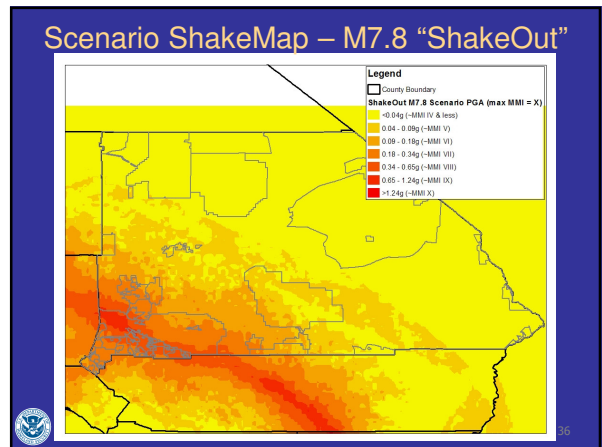 Scenario ShakeMap – M7.8 “ShakeOut”
Legend
County Boundary
ShakeOut M7.8 Scenario PGA (max MMI = X)
<0.04g (~MMI IV & less)
0.04 - 0.09g (~MMI V)
0.09 - 0.18g (~MMI VI)
0.18 - 0.34g (~MMI VII)
0.34 - 0.65g (~MMI VIII)
0.65 - 1.24g (~MMI IX)
>1.24g (~MMI X)
36